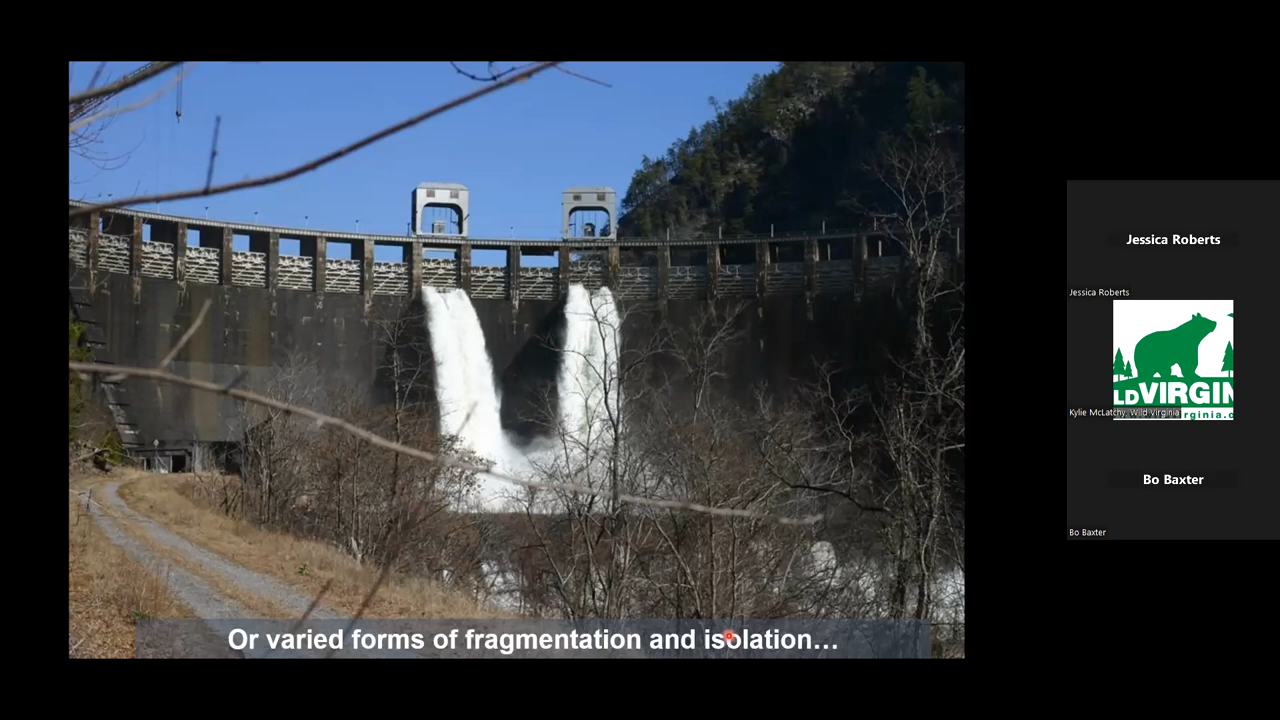 Or varied forms of fragmentation and isolation…
Jessica Roberts
Jessica Roberts
LDVIRGIN
Kylie McLatchy, Wild Virginia
rginia.o
Bo Baxter
Bo Baxter